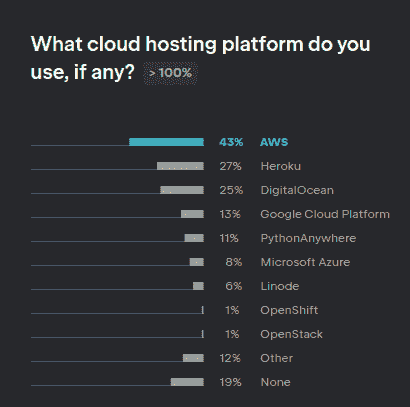 What cloud hosting platform do you
use, if any? > 100%
43% AWS
27% Heroku
25% DigitalOcean
13% Google Cloud Platform
11% PythonAnywhere
8% Microsoft Azure
6% Linode
1% OpenShift
1% OpenStack
12% Other
19% None